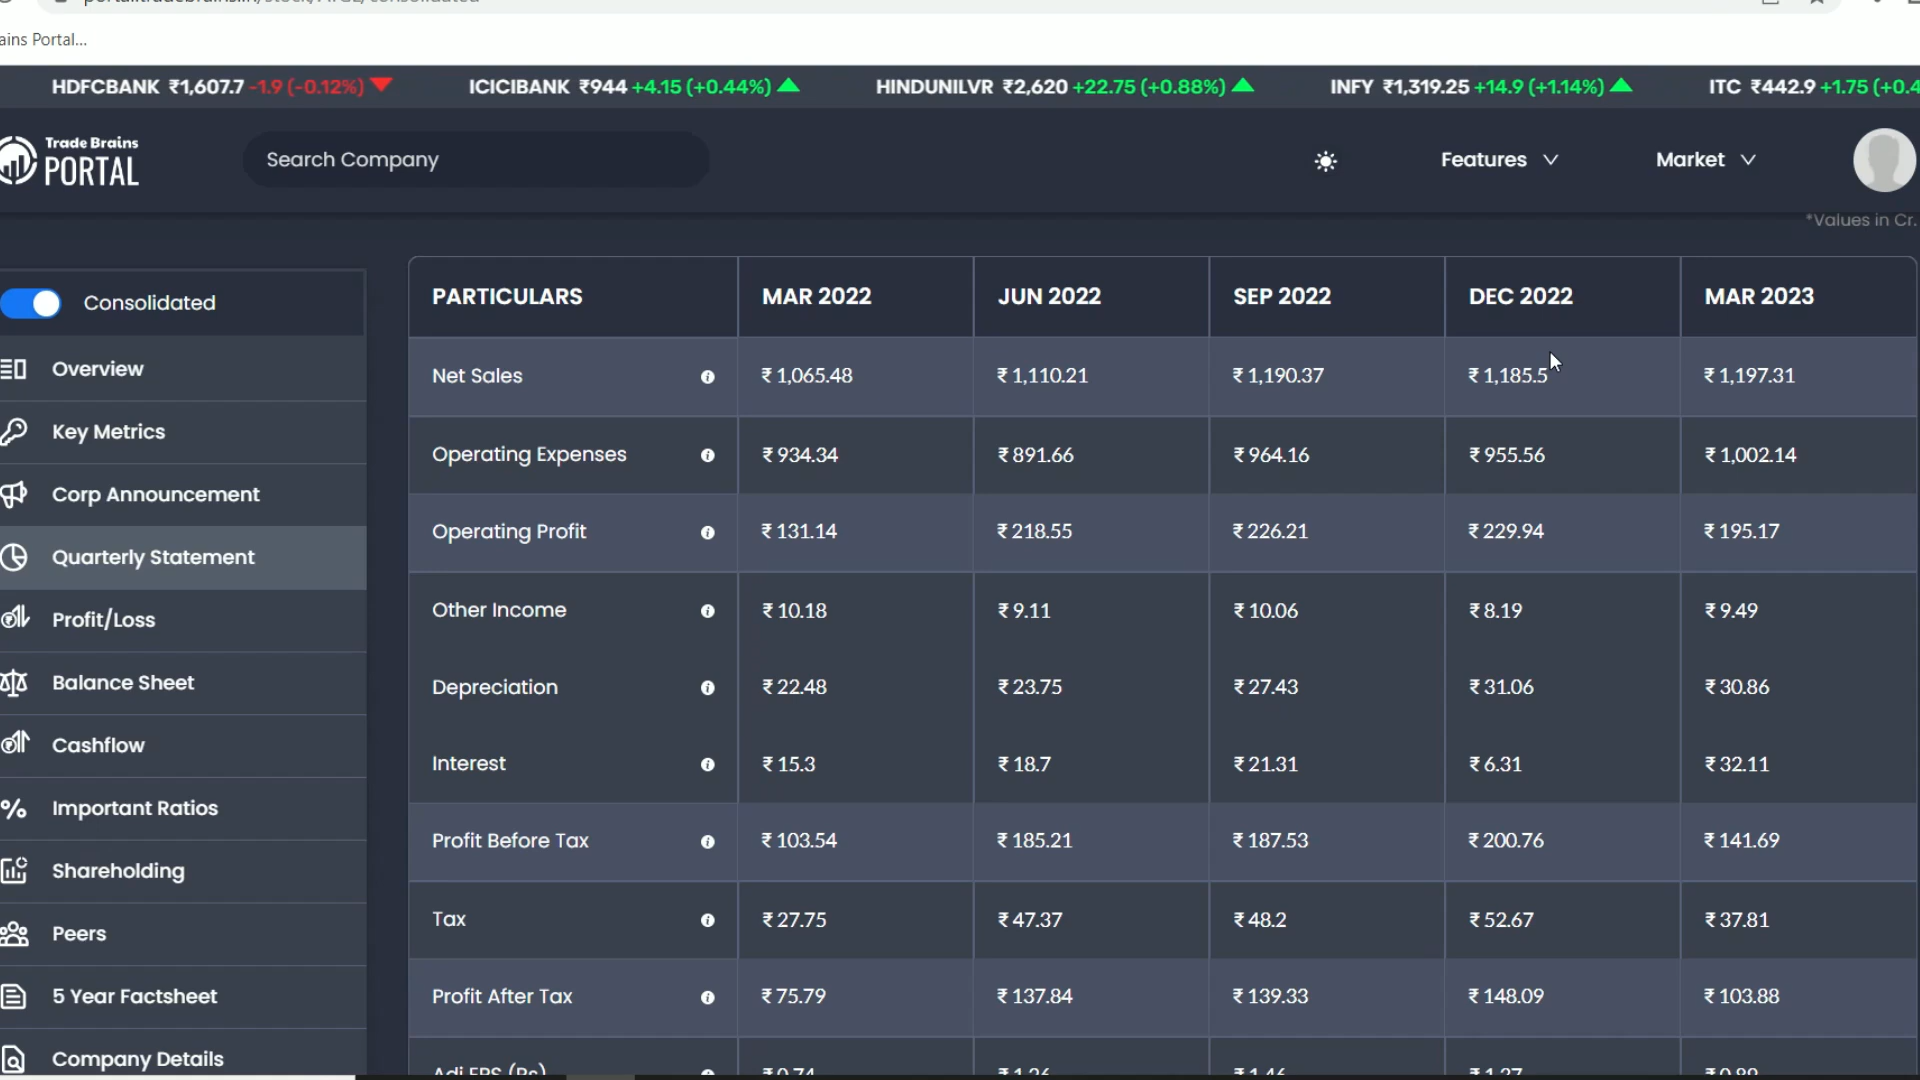 ains Portal...
HDFCBANK ₹1,607.7 -1.9 (-0.12%) ICICIBANK ₹944 +4.15 (+0.44%) HINDUNILVR ₹2,620 +22.75 (+0.88%) INFY ₹1,319.25 +14.9 (+1.14%) ITC ₹442.9 +1.75 (+0.4
Trade Brains
PORTAL
Search Company
Features
Market
*Values in Cr.
Consolidated
Overview
Key Metrics
Corp Announcement
Quarterly Statement
Profit/Loss
Balance Sheet
Cashflow
Important Ratios
Shareholding
Peers
5 Year Factsheet
Company Details
PARTICULARS MAR 2022 JUN 2022 SEP 2022 DEC 2022 MAR 2023
Net Sales ₹ 1,065.48 ₹ 1,110.21 ₹ 1,190.37 ₹ 1,185.5 ₹ 1,197.31
Operating Expenses ₹ 934.34 ₹ 891.66 ₹ 964.16 ₹ 955.56 ₹ 1,002.14
Operating Profit ₹ 131.14 ₹ 218.55 ₹ 226.21 ₹ 229.94 ₹ 195.17
Other Income ₹ 10.18 ₹ 9.11 ₹ 10.06 ₹ 8.19 ₹ 9.49
Depreciation ₹ 22.48 ₹ 23.75 ₹ 27.43 ₹ 31.06 ₹ 30.86
Interest ₹ 15.3 ₹ 18.7 ₹ 21.31 ₹ 6.31 ₹ 32.11
Profit Before Tax ₹ 103.54 ₹ 185.21 ₹ 187.53 ₹ 200.76 ₹ 141.69
Tax ₹ 27.75 ₹ 47.37 ₹ 48.2 ₹ 52.67 ₹ 37.81
Profit After Tax ₹ 75.79 ₹ 137.84 ₹ 139.33 ₹ 148.09 ₹ 103.88
Adj EPS (Rs)